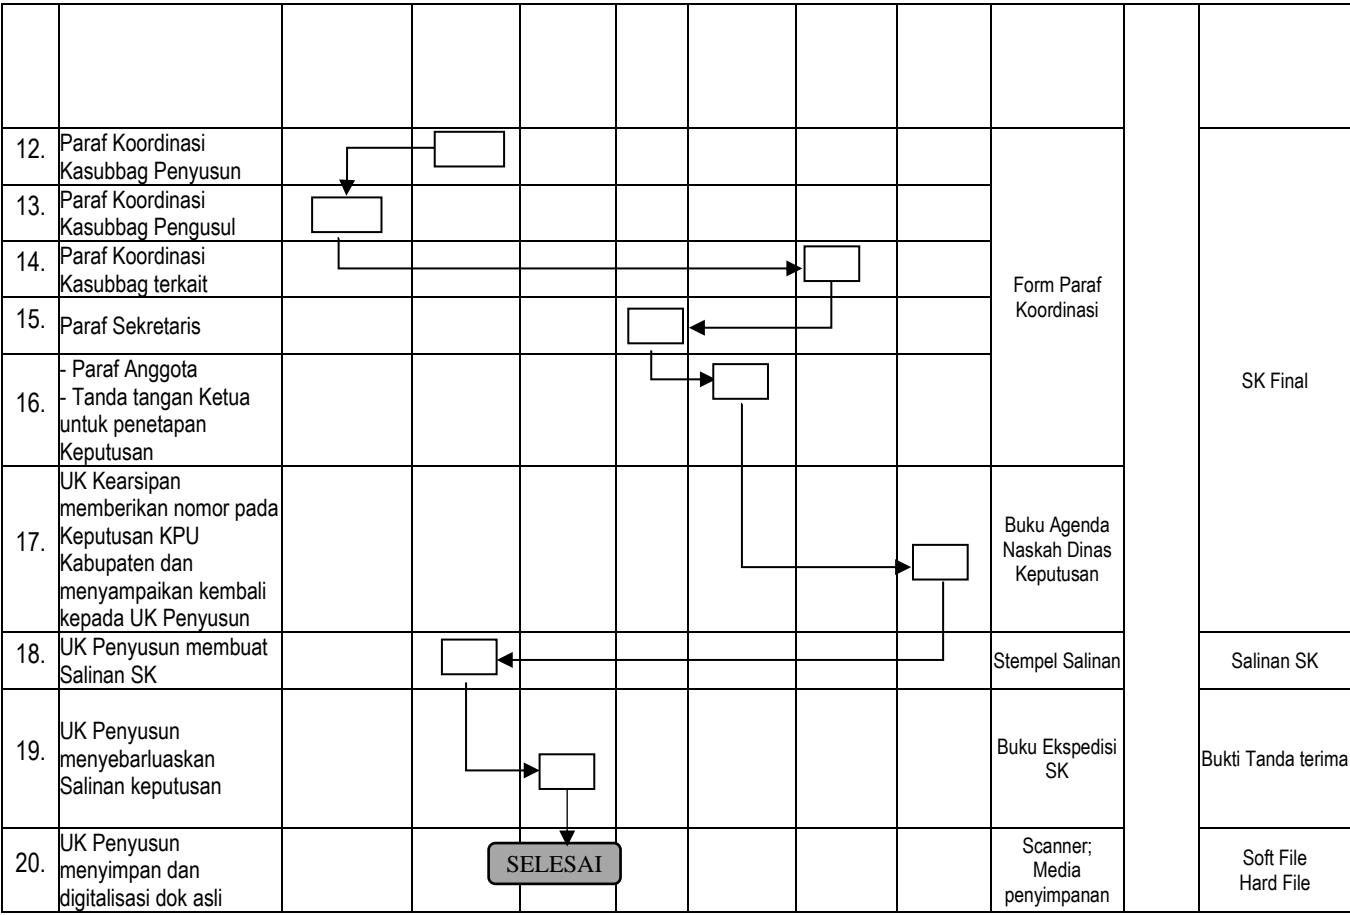 12.
Paraf Koordinasi
Kasubbag Penyusun
13.
Paraf Koordinasi
Kasubbag Pengusul
14.
Paraf Koordinasi
Kasubbag terkait
15.
Paraf Sekretaris
16.
- Paraf Anggota
- Tanda tangan Ketua
untuk penetapan
Keputusan
Form Paraf
Koordinasi
SK Final
17.
UK Kearsipan
memberikan nomor pada
Keputusan KPU
Kabupaten dan
menyampaikan kembali
kepada UK Penyusun
Buku Agenda
Naskah Dinas
Keputusan
18.
UK Penyusun membuat
Salinan SK
Stempel Salinan
Salinan SK
19.
UK Penyusun
menyebarluaskan
Salinan keputusan
Buku Ekspedisi
SK
Bukti Tanda terima
20.
UK Penyusun
menyimpan dan
digitalisasi dok asli
SELESAI
Scanner;
Media
penyimpanan
Soft File
Hard File